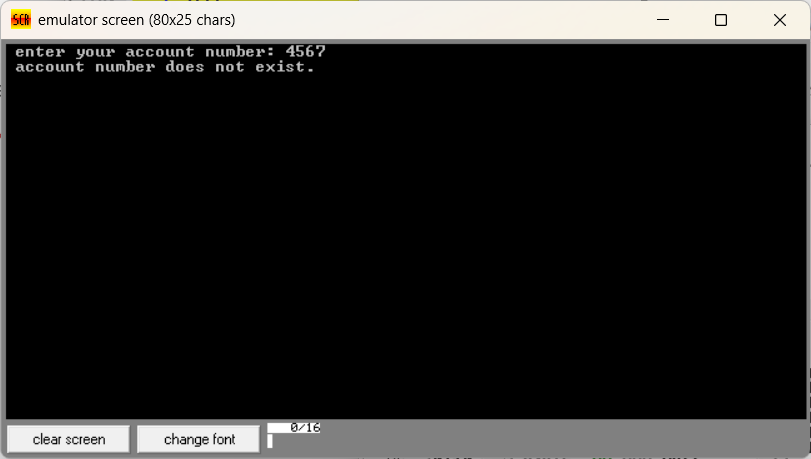 SCR emulator screen (80x25 chars)
enter your account number: 4567
account number does not exist.
clear screen
change font
0/16